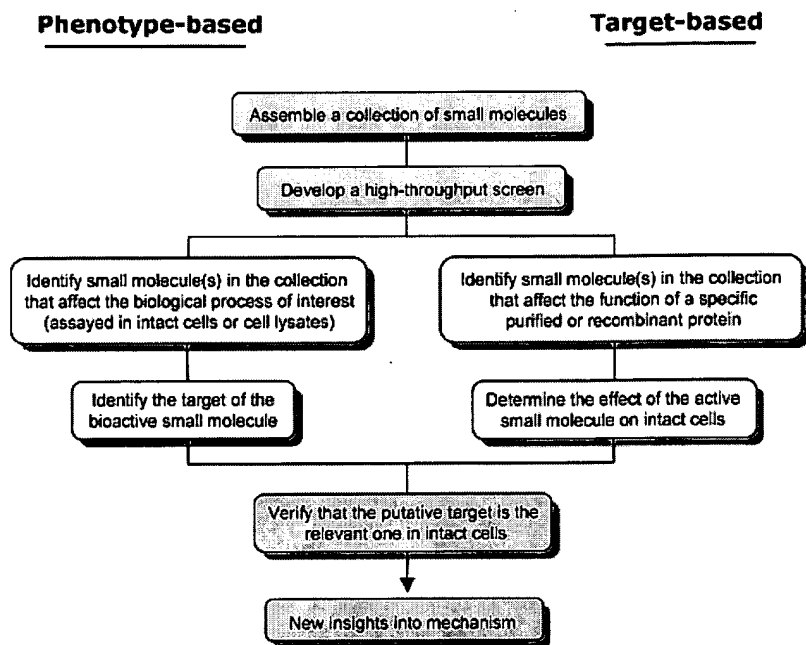 Phenotype-based
Target-based
Assemble a collection of small molecules
Develop a high-throughput screen
Identify small molecule(s) in the collection
that affect the biological process of interest
(assayed in intact cells or cell lysates)
Identify small molecule(s) in the collection
that affect the function of a specific
purified or recombinant protein
Identify the target of the
bioactive small molecule
Determine the effect of the active
small molecule on intact cells
Verify that the putative target is the
relevant one in intact cells
New insights into mechanism